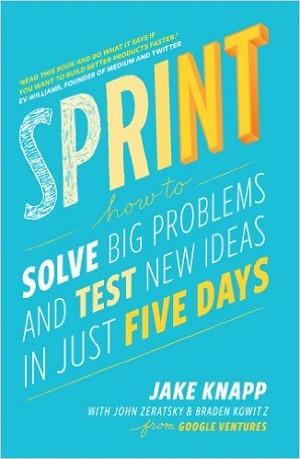 'READ THIS BOOK AND DO WHAT IT SAYS IF
YOU WANT TO BUILD BETTER PRODUCTS FASTER.'
EV WILLIAMS, FOUNDER OF MEDIUM AND TWITTER
SPRINT
how to
SOLVE BIG PROBLEMS
AND TEST NEW IDEAS
IN JUST FIVE DAYS
JAKE KNAPP
WITH JOHN ZERATSKY & BRADEN KOWITZ
from GOOGLE VENTURES